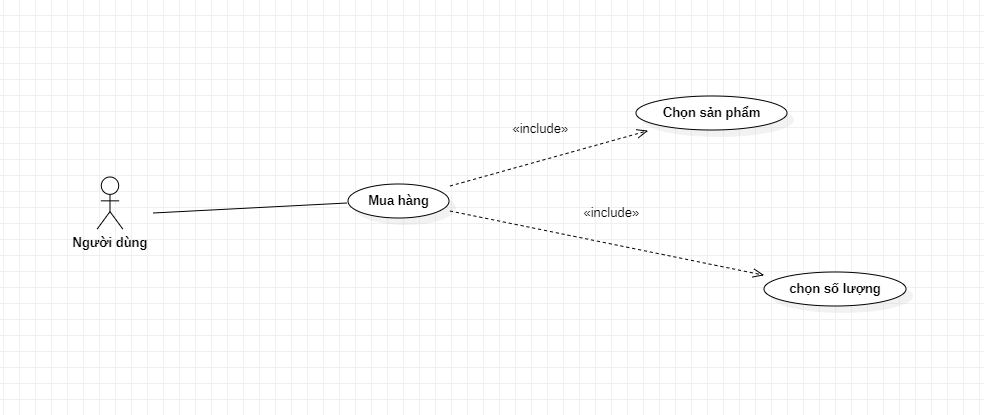 Chọn sản phẩm
«include»
Mua hàng
«include»
Người dùng
chọn số lượng